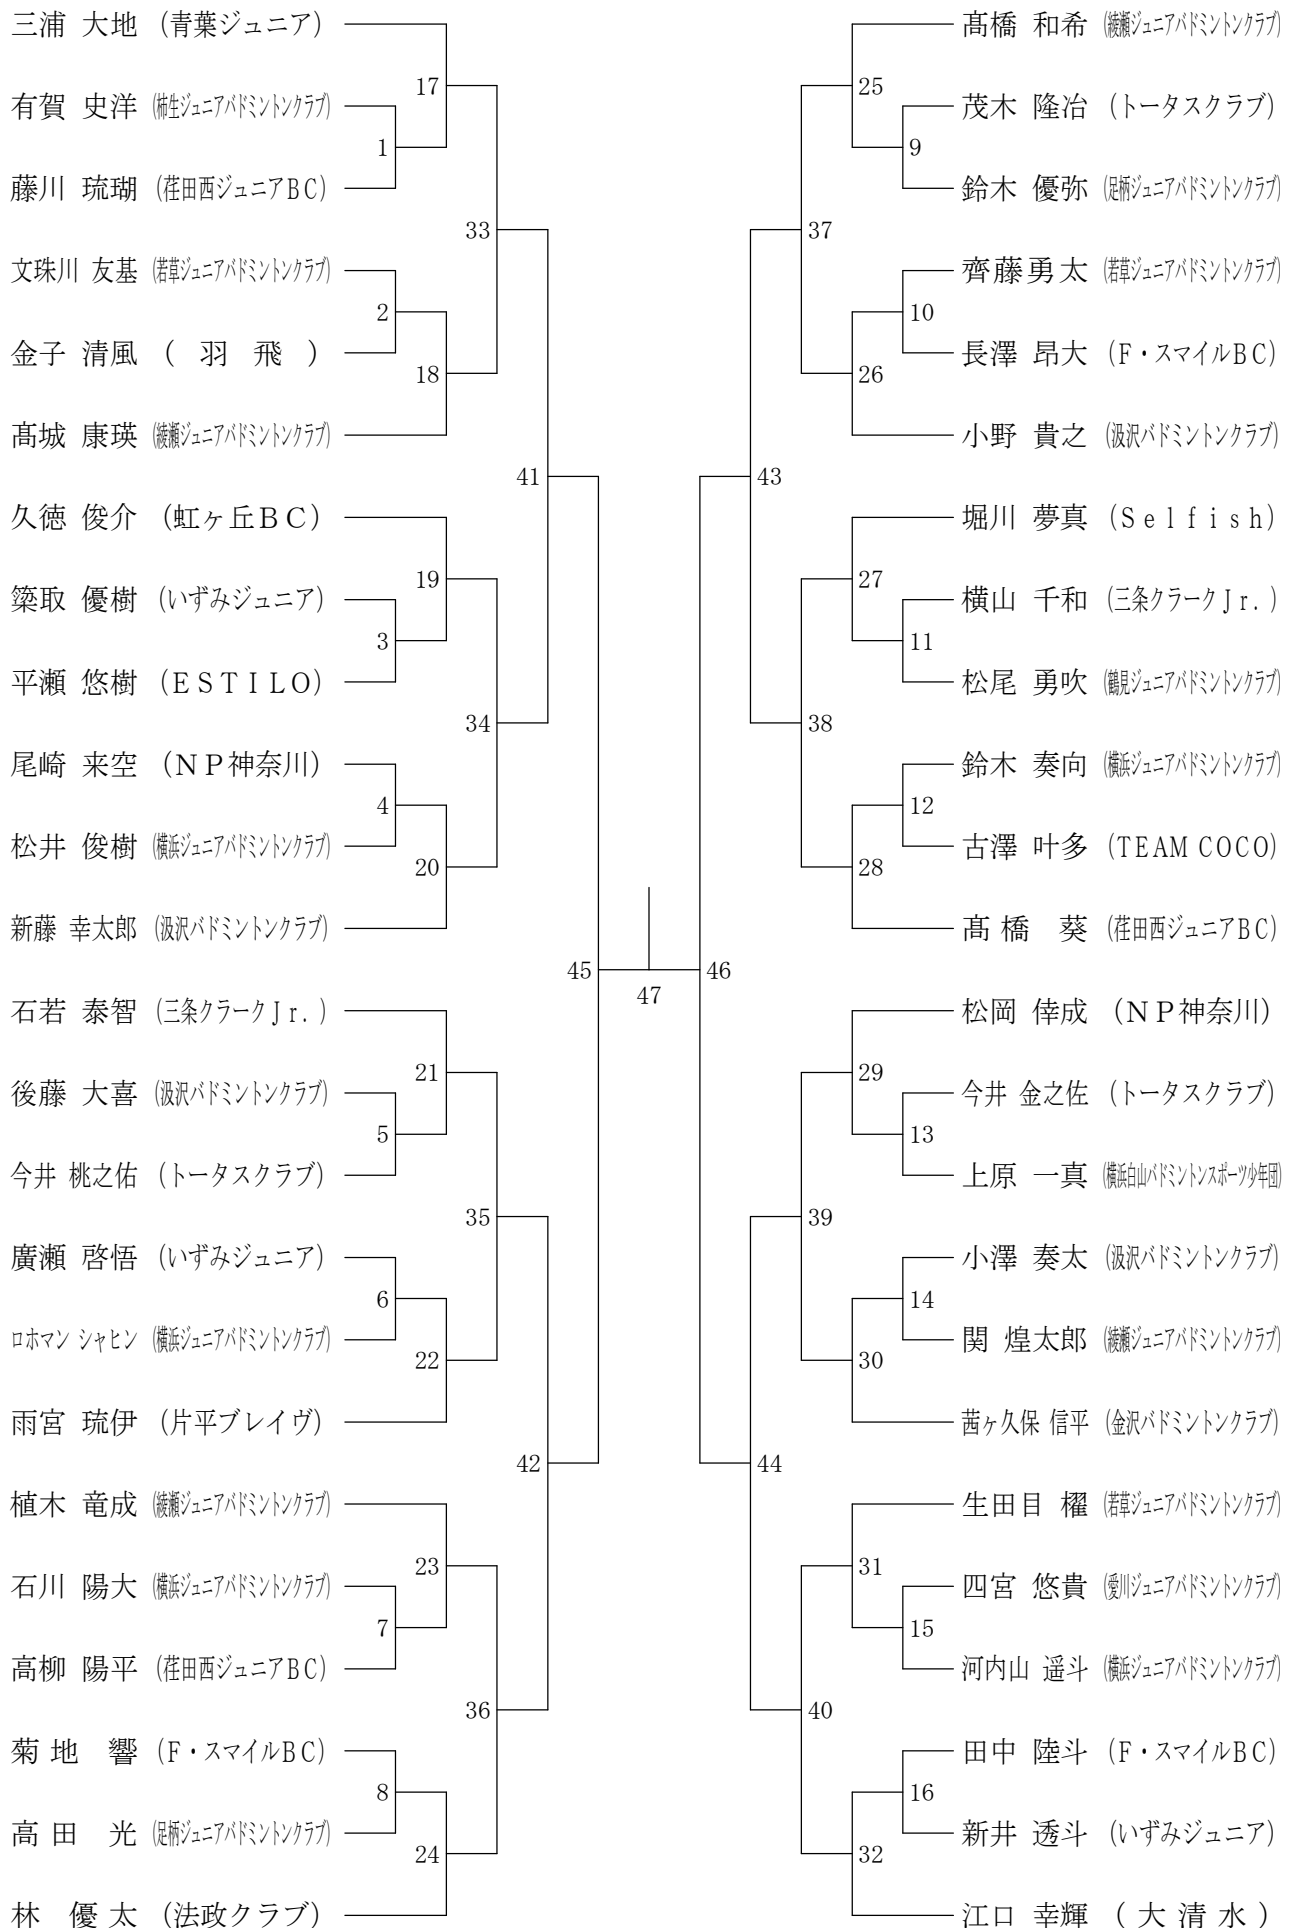 三浦 大地 (青葉ジュニア)
有賀 史洋 (柿生ジュニアバドミントンクラブ)
藤川 琉瑚 (荏田西ジュニアBC)
文珠川 友基 (若草ジュニアバドミントンクラブ)
金子 清風 ( 羽 飛 )
髙城 康瑛 (綾瀬ジュニアバドミントンクラブ)
久徳 俊介 (虹ヶ丘BC)
簗取 優樹 (いずみジュニア)
平瀬 悠樹 (ESTILO)
尾崎 来空 (NP神奈川)
松井 俊樹 (横浜ジュニアバドミントンクラブ)
新藤 幸太郎 (汲沢バドミントンクラブ)
石若 泰智 (三条クラークJr.)
後藤 大喜 (汲沢バドミントンクラブ)
今井 桃之佑 (トータスクラブ)
廣瀬 啓悟 (いずみジュニア)
ロホマン シャヒン (横浜ジュニアバドミントンクラブ)
雨宮 琉伊 (片平ブレイヴ)
植木 竜成 (綾瀬ジュニアバドミントンクラブ)
石川 陽大 (横浜ジュニアバドミントンクラブ)
高柳 陽平 (荏田西ジュニアBC)
菊地 響 (F・スマイルBC)
高田 光 (足柄ジュニアバドミントンクラブ)
林 優太 (法政クラブ)
1
2
3
4
5
6
7
8
17
18
19
20
21
22
23
24
33
34
35
36
41
42
45
47
46
43
44
37
38
39
40
25
26
27
28
29
30
31
32
9
10
11
12
13
14
15
16
髙橋 和希 (綾瀬ジュニアバドミントンクラブ)
茂木 隆冶 (トータスクラブ)
鈴木 優弥 (足柄ジュニアバドミントンクラブ)
齊藤勇太 (若草ジュニアバドミントンクラブ)
長澤 昂大 (F・スマイルBC)
小野 貴之 (汲沢バドミントンクラブ)
堀川 夢真 (Selfish)
横山 千和 (三条クラークJr.)
松尾 勇吹 (鶴見ジュニアバドミントンクラブ)
鈴木 奏向 (横浜ジュニアバドミントンクラブ)
古澤 叶多 (TEAM COCO)
髙橋 葵 (荏田西ジュニアBC)
松岡 倖成 (NP神奈川)
今井 金之佐 (トータスクラブ)
上原 一真 (横浜白山バドミントンスポーツ少年団)
小澤 奏太 (汲沢バドミントンクラブ)
関 煌太郎 (綾瀬ジュニアバドミントンクラブ)
茜ヶ久保 信平 (金沢バドミントンクラブ)
生田目 櫂 (若草ジュニアバドミントンクラブ)
四宮 悠貴 (愛川ジュニアバドミントンクラブ)
河内山 遥斗 (横浜ジュニアバドミントンクラブ)
田中 陸斗 (F・スマイルBC)
新井 透斗 (いずみジュニア)
江口 幸輝 (大清水)